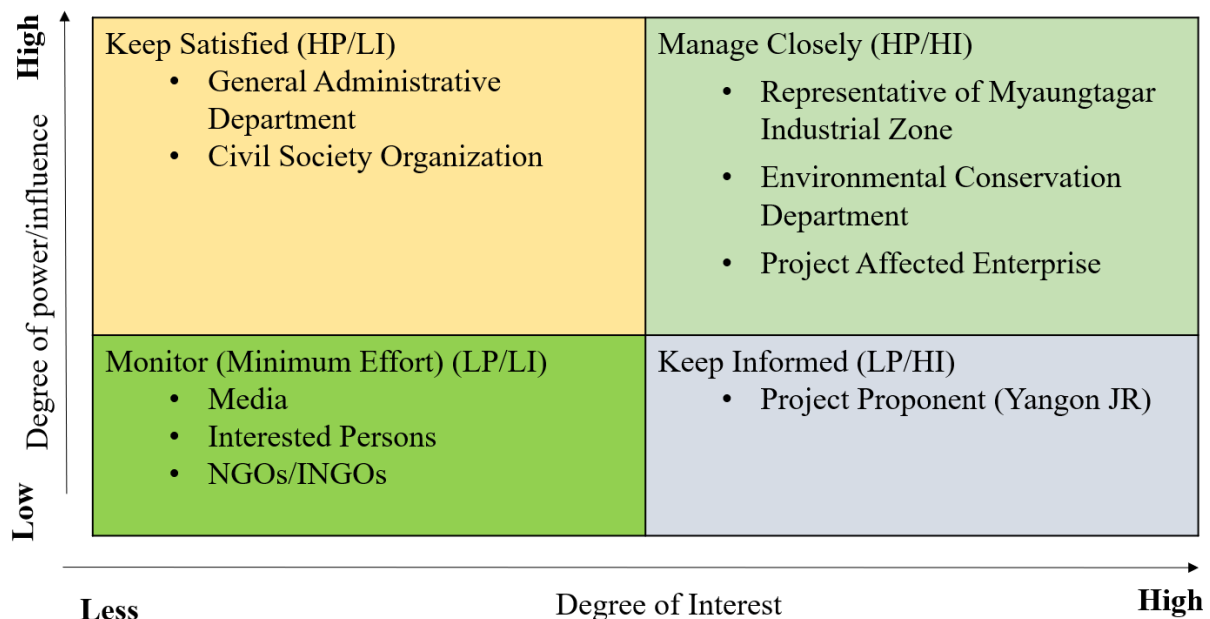 High
Degree of power/influence
Low
Keep Satisfied (HP/LI)
• General Administrative
Department
• Civil Society Organization
Manage Closely (HP/HI)
• Representative of Myaungtagar
Industrial Zone
• Environmental Conservation
Department
• Project Affected Enterprise
Monitor (Minimum Effort) (LP/LI)
• Media
• Interested Persons
• NGOs/INGOs
Keep Informed (LP/HI)
• Project Proponent (Yangon JR)
Less
Degree of Interest
High